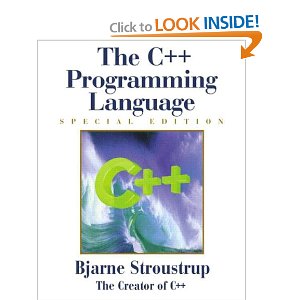 Click to LOOK INSIDE!
The C++
Programming
Language
SPECIAL EDITION
C++
Bjarne Stroustrup
The Creator of C++